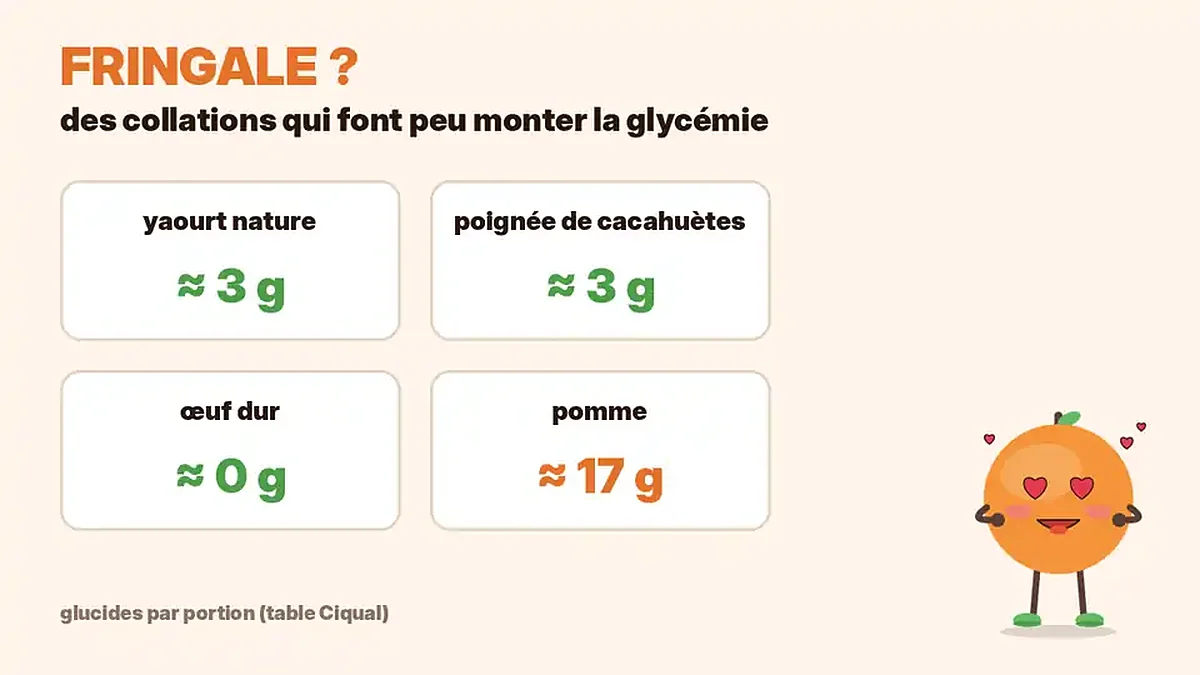 FRINGALE ?
des collations qui font peu monter la glycémie
yaourt nature
≈ 3 g
poignée de cacahuètes
≈ 3 g
œuf dur
≈ 0 g
pomme
≈ 17 g
glucides par portion (table Ciqual)